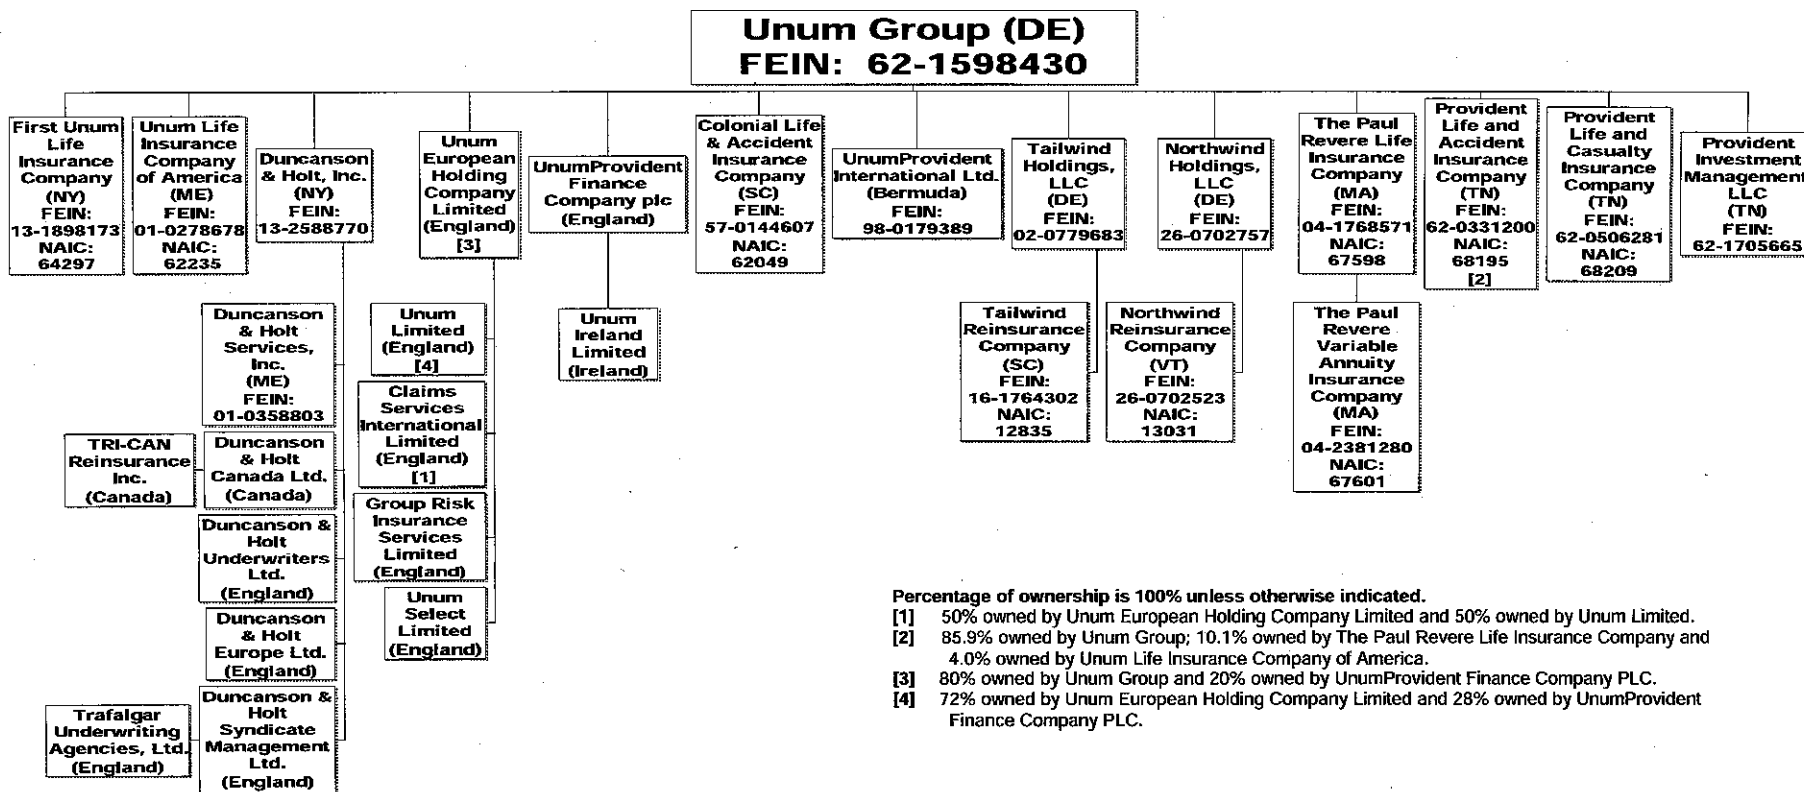 Unum Group (DE)
FEIN: 62-1598430
First Unum
Life
Insurance
Company
(NY)
FEIN:
13-1898173
NAIC:
64297
Unum Life
Insurance
Company
of America
(ME)
FEIN:
01-0278678
NAIC:
62235
Duncanson
& Holt, Inc.
(NY)
FEIN:
13-2588770
Unum
European
Holding
Company
Limited
(England)
[3]
UnumProvident
Finance
Company plc
(England)
Colonial Life
& Accident
Insurance
Company
(SC)
FEIN:
57-0144607
NAIC:
62049
UnumProvident
International Ltd.
(Bermuda)
FEIN:
98-0179389
Tailwind
Holdings,
LLC
(DE)
FEIN:
02-0779683
Northwind
Holdings,
LLC
(DE)
FEIN:
26-0702757
The Paul
Revere Life
Insurance
Company
(MA)
FEIN:
04-1768571
NAIC:
67598
Provident
Life and
Accident
Insurance
Company
(TN)
FEIN:
62-0331200
NAIC:
68195
[2]
Provident
Life and
Casualty
Insurance
Company
(TN)
FEIN:
62-0506281
NAIC:
68209
Provident
Investment
Management
LLC
(TN)
FEIN:
62-1705665
Duncanson
& Holt
Services,
Inc.
(ME)
FEIN:
01-0358803
Unum
Limited
(England)
[4]
Unum
Ireland
Limited
(Ireland)
Tailwind
Reinsurance
Company
(SC)
FEIN:
16-1764302
NAIC:
12835
Northwind
Reinsurance
Company
(VT)
FEIN:
26-0702523
NAIC:
13031
The Paul
Revere
Variable
Annuity
Insurance
Company
(MA)
FEIN:
04-2381280
NAIC:
67601
Claims
Services
International
Limited
(England)
[1]
TRI-CAN
Reinsurance
Inc.
(Canada)
Duncanson
& Holt
Canada Ltd.
(Canada)
Group Risk
Insurance
Services
Limited
(England)
Duncanson &
Holt
Underwriters
Ltd.
(England)
Unum
Select
Limited
(England)
Duncanson
& Holt
Europe Ltd.
(England)
Trafalgar
Underwriting
Agencies, Ltd.
(England)
Duncanson &
Holt
Syndicate
Management
Ltd.
(England)
Percentage of ownership is 100% unless otherwise indicated.
[1] 50% owned by Unum European Holding Company Limited and 50% owned by Unum Limited.
[2] 85.9% owned by Unum Group; 10.1% owned by The Paul Revere Life Insurance Company and
4.0% owned by Unum Life Insurance Company of America.
[3] 80% owned by Unum Group and 20% owned by UnumProvident Finance Company PLC.
[4] 72% owned by Unum European Holding Company Limited and 28% owned by UnumProvident
Finance Company PLC.